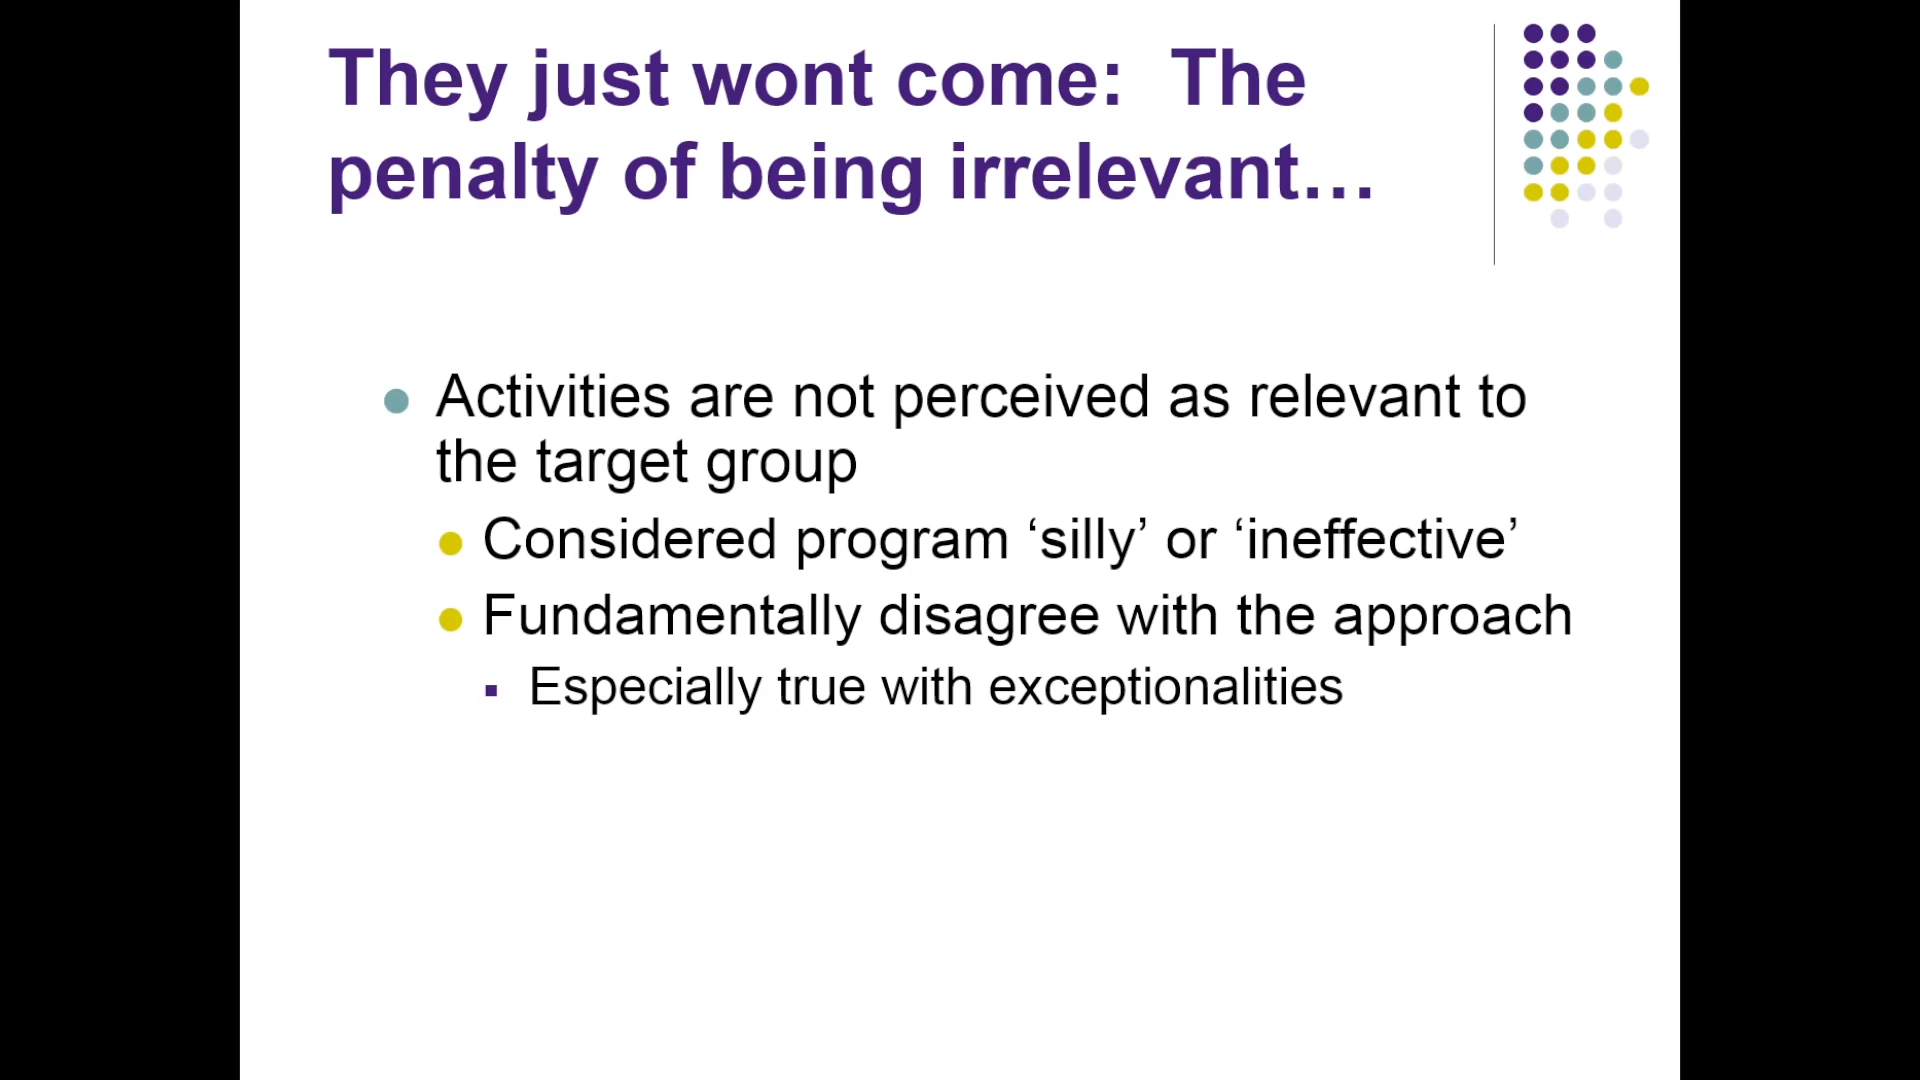 They just wont come:  The
penalty of being irrelevant…
Activities are not perceived as relevant to
the target group
Considered program ‘silly’ or ‘ineffective’
Fundamentally disagree with the approach
Especially true with exceptionalities